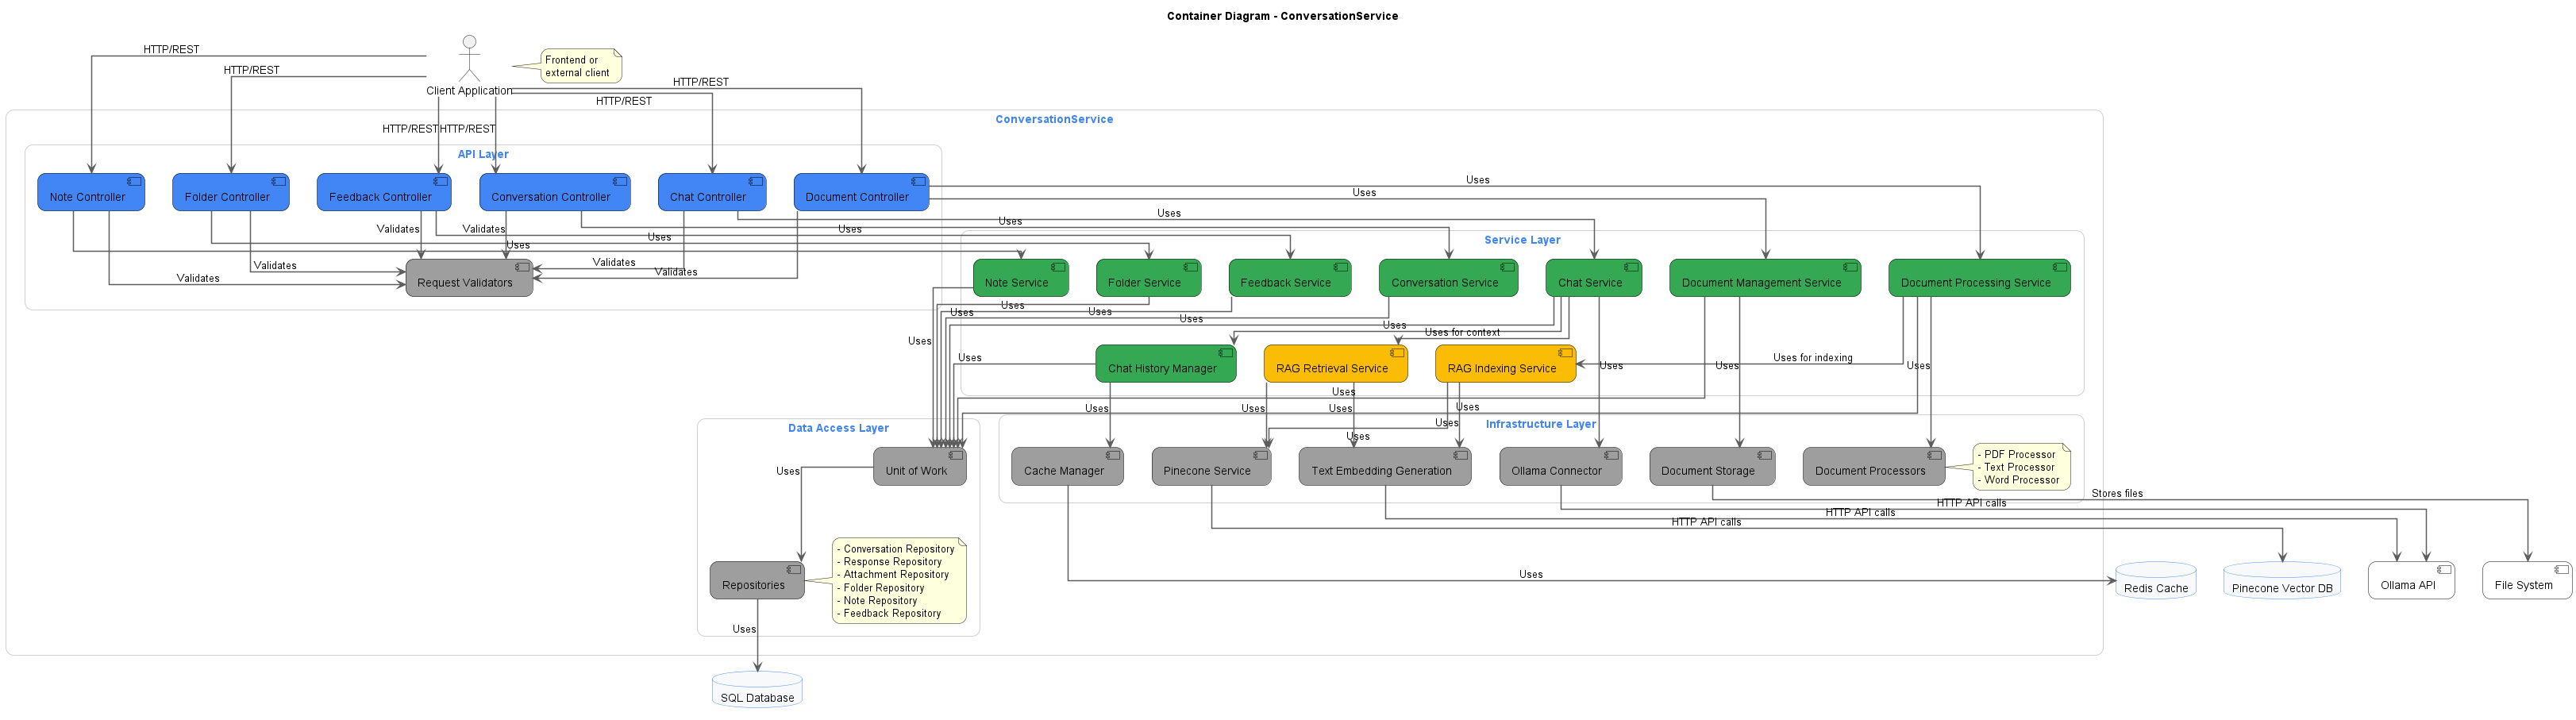 Container Diagram - ConversationService
HTTP/REST
HTTP/REST
Frontend or
external client
HTTP/REST
Client Application
HTTP/REST
ConversationService
HTTP/REST
HTTP/REST
API Layer
Note Controller
Folder Controller
Feedback Controller
Conversation Controller
Chat Controller
Document Controller
Uses
Uses
Uses
Uses
Validates
Validates
Uses
Uses
Uses
Service Layer
Validates
Validates
Validates
Validates
Request Validators
Note Service
Folder Service
Feedback Service
Conversation Service
Chat Service
Document Management Service
Document Processing Service
Uses
Uses
Uses
Uses
Uses
Uses
Uses for context
Uses
Uses for indexing
Uses
Uses
Uses
Chat History Manager
RAG Retrieval Service
RAG Indexing Service
Uses
Uses
Uses
Uses
Uses
Uses
Uses
Data Access Layer
Infrastructure Layer
Unit of Work
Cache Manager
Pinecone Service
Text Embedding Generation
Ollama Connector
Document Storage
Document Processors
- PDF Processor
- Text Processor
- Word Processor
Uses
Stores files
HTTP API calls
HTTP API calls
HTTP API calls
Repositories
- Conversation Repository
- Response Repository
- Attachment Repository
- Folder Repository
- Note Repository
- Feedback Repository
Uses
Redis Cache
Pinecone Vector DB
Ollama API
File System
Uses
SQL Database